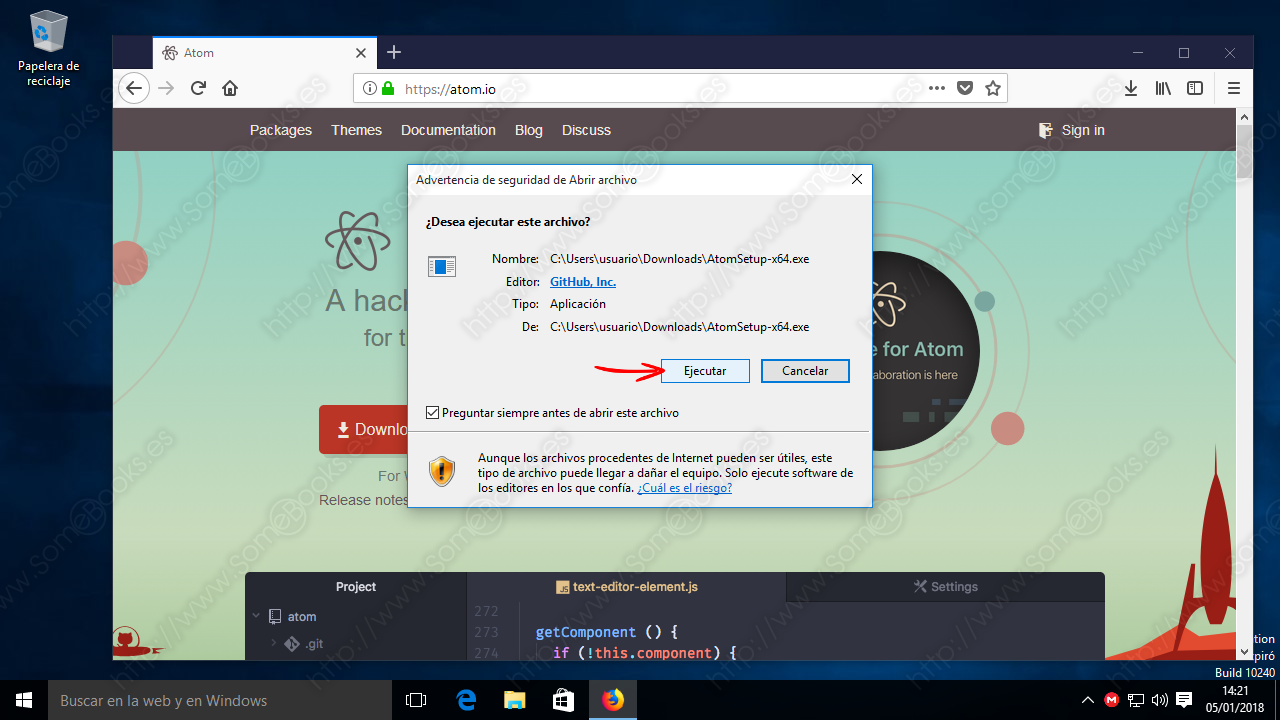 Papelera de
reciclaje
Atom
https://atom.io
Packages Themes Documentation Blog Discuss Sign in
Advertencia de seguridad de Abrir archivo
¿Desea ejecutar este archivo?
Nombre: C:\Users\usuario\Downloads\AtomSetup-x64.exe
Editor: GitHub, Inc.
Tipo: Aplicación
De: C:\Users\usuario\Downloads\AtomSetup-x64.exe
Ejecutar Cancelar
Preguntar siempre antes de abrir este archivo
Aunque los archivos procedentes de Internet pueden ser útiles, este
tipo de archivo puede llegar a dañar el equipo. Solo ejecute software de
los editores en los que confía. ¿Cuál es el riesgo?
A hac
for t
e for Atom
aboration is here
Downlo
For W
Release notes
Project text-editor-element.js Settings
272
atom
273 getComponent () {
.git
274 if (!this.component) {
tion
piró
Build 10240
Buscar en la web y en Windows
14:21
05/01/2018
http://www.SomeBooks.es